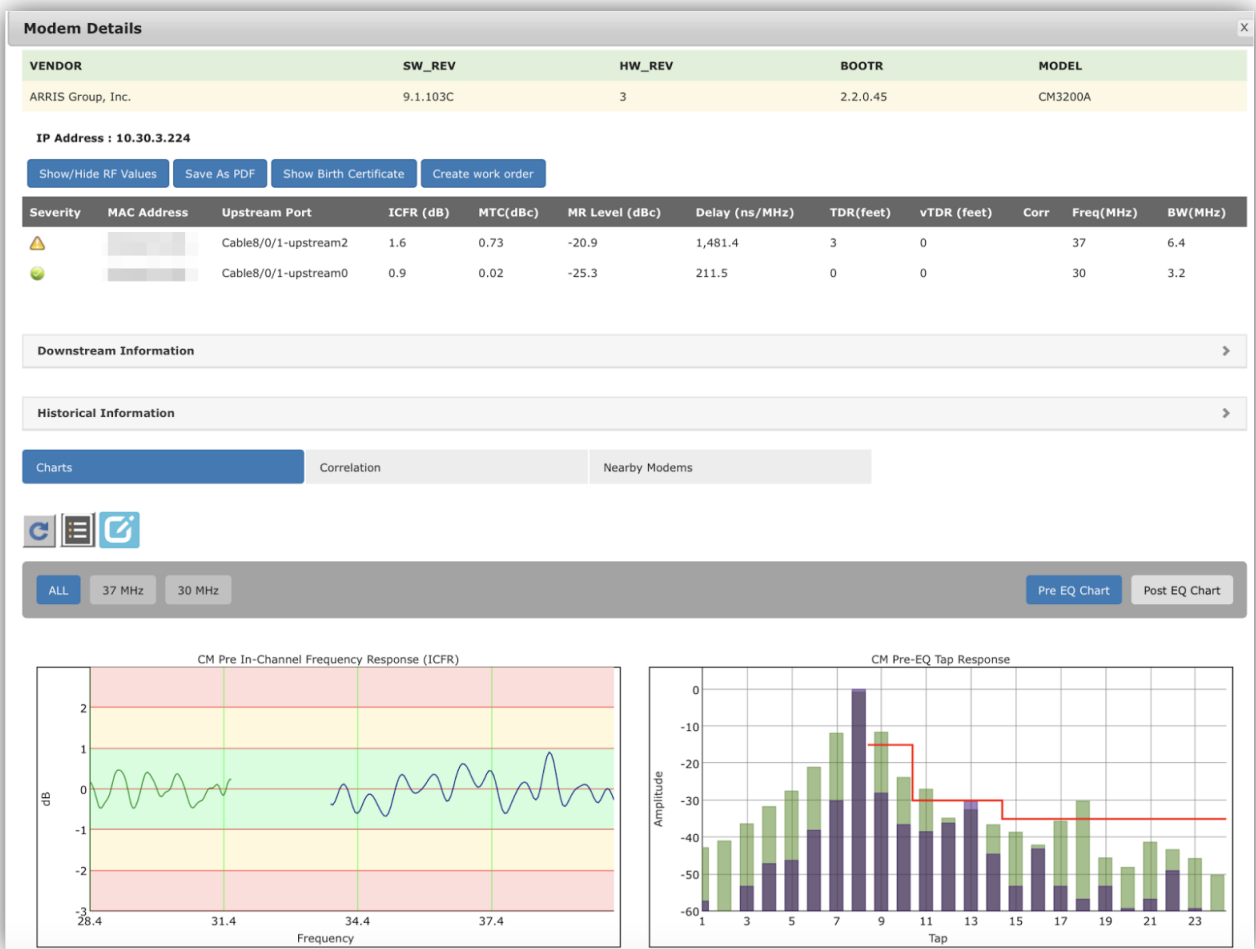 Modem Details X
VENDOR SW_REV HW_REV BOOTR MODEL
ARRIS Group, Inc. 9.1.103C 3 2.2.0.45 CM3200A
IP Address : 10.30.3.224
Show/Hide RF Values Save As PDF Show Birth Certificate Create work order
Severity MAC Address Upstream Port ICFR (dB) MTC(dBc) MR Level (dBc) Delay (ns/MHz) TDR(feet) vTDR (feet) Corr Freq(MHz) BW(MHz)
Cable8/0/1-upstream2 1.6 0.73 -20.9 1,481.4 3 0 37 6.4
Cable8/0/1-upstream0 0.9 0.02 -25.3 211.5 0 0 30 3.2
Downstream Information
Historical Information
Charts Correlation Nearby Modems
ALL 37 MHz 30 MHz Pre EQ Chart Post EQ Chart
CM Pre In-Channel Frequency Response (ICFR)
2
1
0
-1
-2
-3
dB
28.4 31.4 34.4 37.4
Frequency
CM Pre-EQ Tap Response
0
-10
-20
-30
-40
-50
-60
Amplitude
1 3 5 7 9 11 13 15 17 19 21 23
Tap